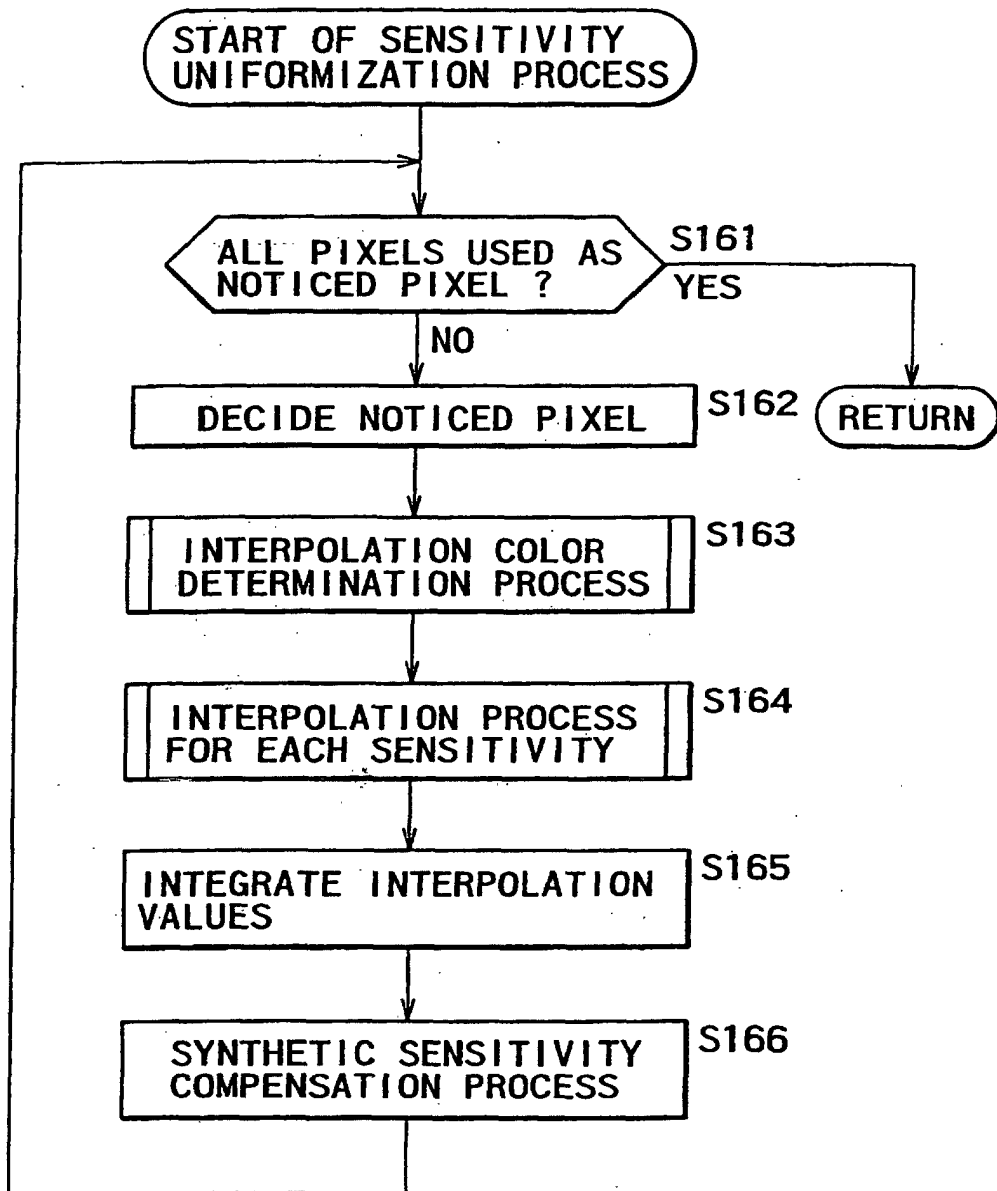 START OF SENSITIVITY
UNIFORMIZATION PROCESS
ALL PIXELS USED AS
NOTICED PIXEL ?
S161
YES
NO
DECIDE NOTICED PIXEL
S162
RETURN
INTERPOLATION COLOR
DETERMINATION PROCESS
S163
INTERPOLATION PROCESS
FOR EACH SENSITIVITY
S164
INTEGRATE INTERPOLATION
VALUES
S165
SYNTHETIC SENSITIVITY
COMPENSATION PROCESS
S166